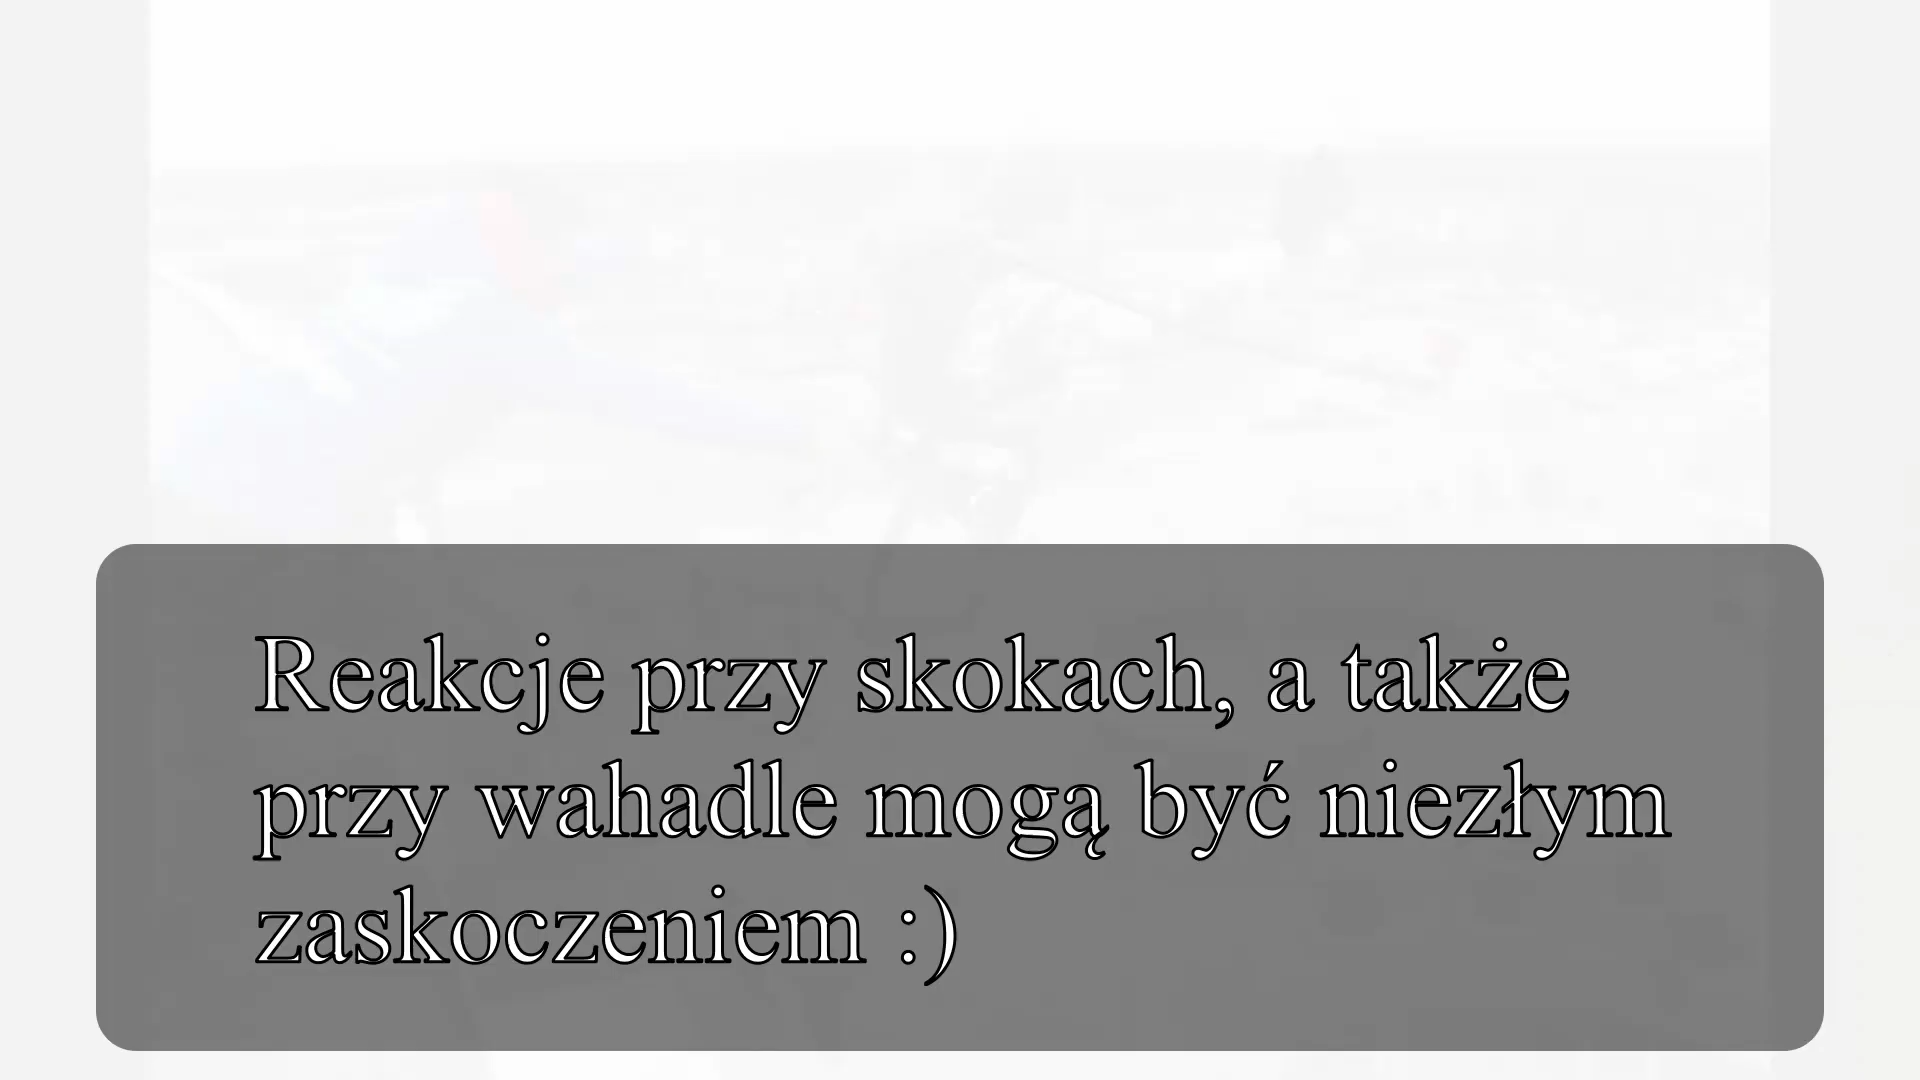 Reakcje przy skokach, a także
przy wahadle mogą być niezłym
zaskoczeniem :)